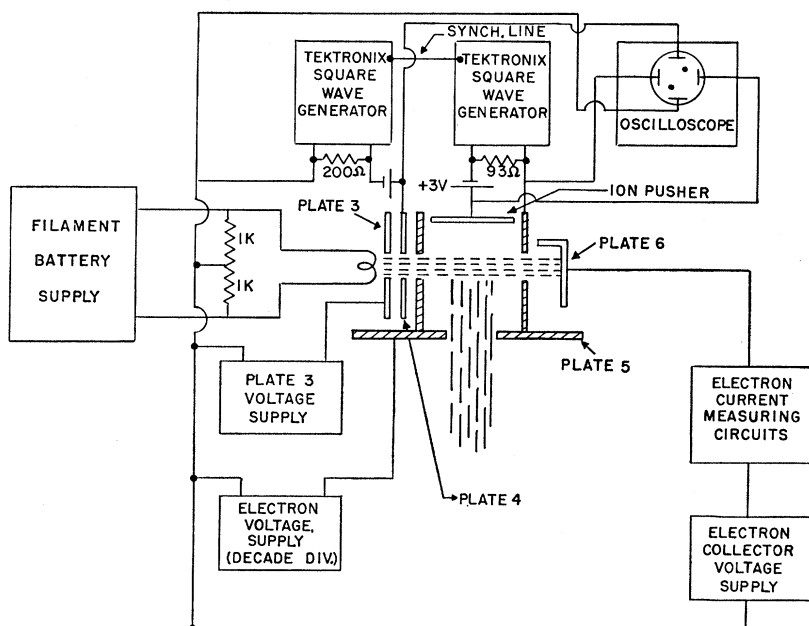 SYNCH. LINE
TEKTRONIX
SQUARE
WAVE
GENERATOR
TEKTRONIX
SQUARE
WAVE
GENERATOR
OSCILLOSCOPE
200Ω
93Ω
+3V
ION PUSHER
PLATE 3
PLATE 6
FILAMENT
BATTERY
SUPPLY
1K
1K
PLATE 3
VOLTAGE
SUPPLY
PLATE 5
ELECTRON
CURRENT
MEASURING
CIRCUITS
PLATE 4
ELECTRON
VOLTAGE,
SUPPLY
(DECADE DIV.)
ELECTRON
COLLECTOR
VOLTAGE
SUPPLY